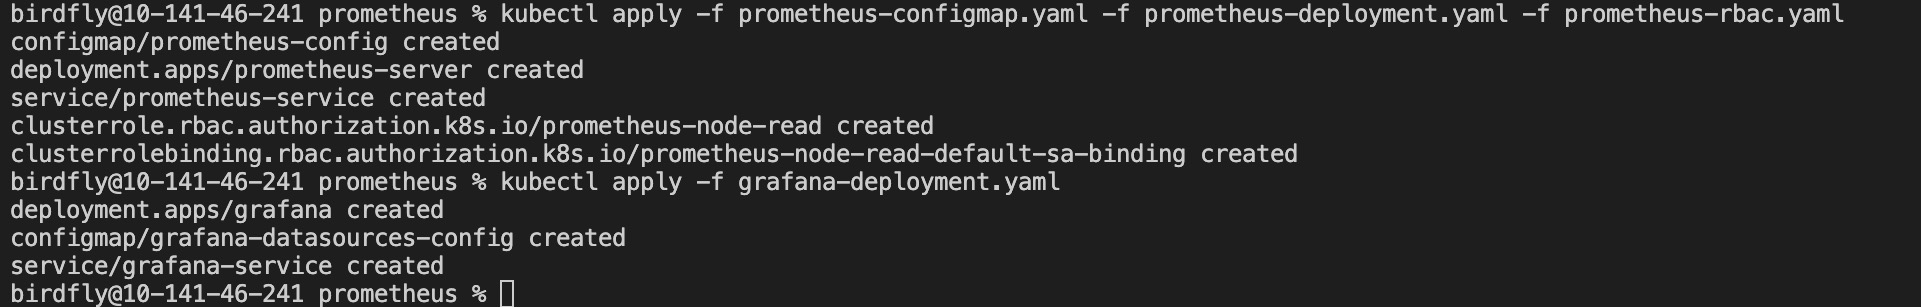 birdfly@10-141-46-241 prometheus % kubectl apply -f prometheus-configmap.yaml -f prometheus-deployment.yaml -f prometheus-rbac.yaml
configmap/prometheus-config created
deployment.apps/prometheus-server created
service/prometheus-service created
clusterrole.rbac.authorization.k8s.io/prometheus-node-read created
clusterrolebinding.rbac.authorization.k8s.io/prometheus-node-read-default-sa-binding created
birdfly@10-141-46-241 prometheus % kubectl apply -f grafana-deployment.yaml
deployment.apps/grafana created
configmap/grafana-datasources-config created
service/grafana-service created
birdfly@10-141-46-241 prometheus %